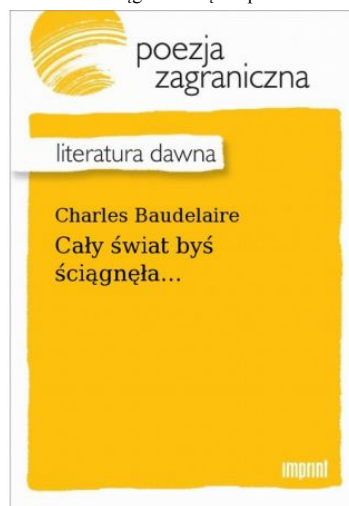 poezja
zagraniczna
literatura dawna
Charles Baudelaire
Cały świat byś
ściągnęła...
imprint